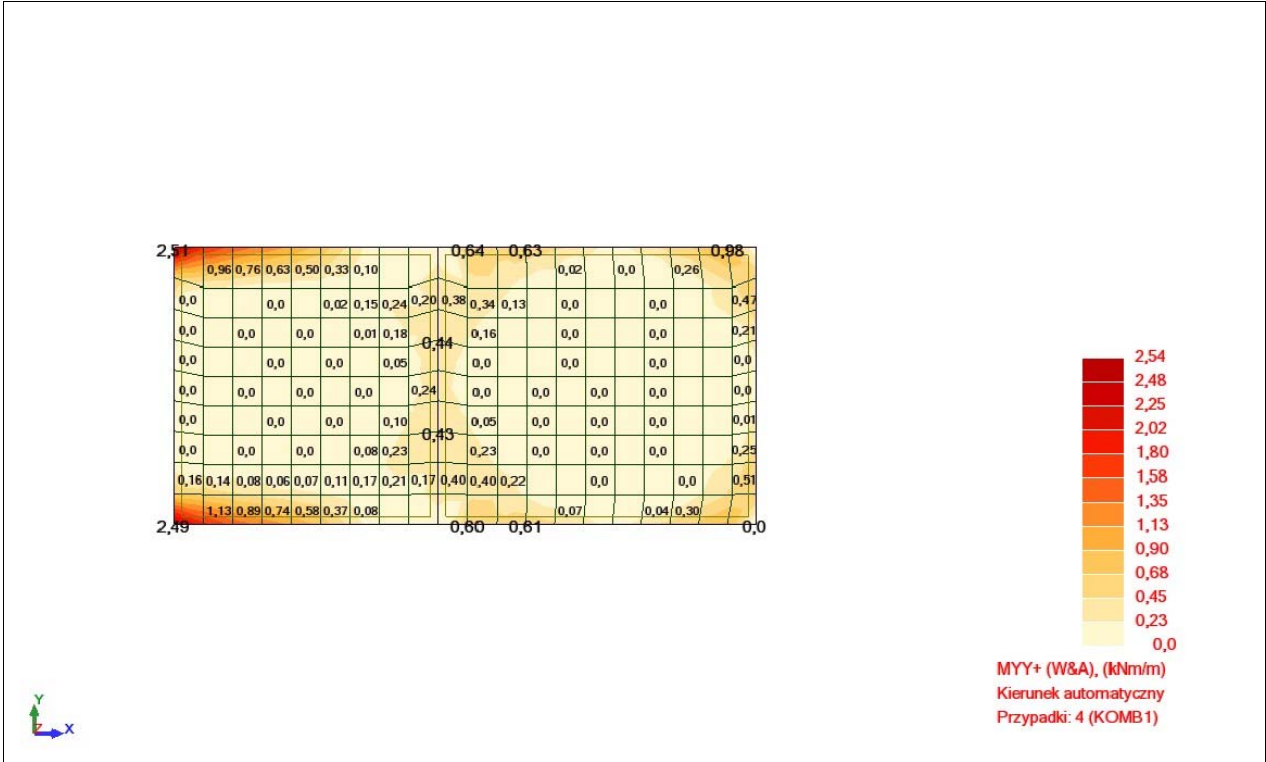 2,51 0,64 0,63 0,98
0,96 0,76 0,63 0,50 0,33 0,10 0,02 0,0 0,26
0,0 0,0 0,02 0,15 0,24 0,20 0,38 0,34 0,13 0,0 0,0 0,47
0,0 0,0 0,0 0,01 0,18 0,16 0,0 0,0 0,21
0,44
0,0 0,0 0,0 0,05 0,0 0,0 0,0 0,0
0,0 0,0 0,0 0,0 0,24 0,0 0,0 0,0 0,0 0,0
0,0 0,0 0,10 0,05 0,0 0,0 0,0 0,01
0,43
0,0 0,0 0,0 0,08 0,23 0,23 0,0 0,0 0,0 0,25
0,16 0,14 0,08 0,06 0,07 0,11 0,17 0,21 0,17 0,40 0,40 0,22 0,0 0,0 0,51
1,13 0,89 0,74 0,58 0,37 0,08 0,07 0,04 0,30
2,49 0,60 0,61 0,0
2,54
2,48
2,25
2,02
1,80
1,58
1,35
1,13
0,90
0,68
0,45
0,23
0,0
MYY+ (W&A), (kNm/m)
Kierunek automatyczny
Przypadki: 4 (KOMB1)
Y
Z X